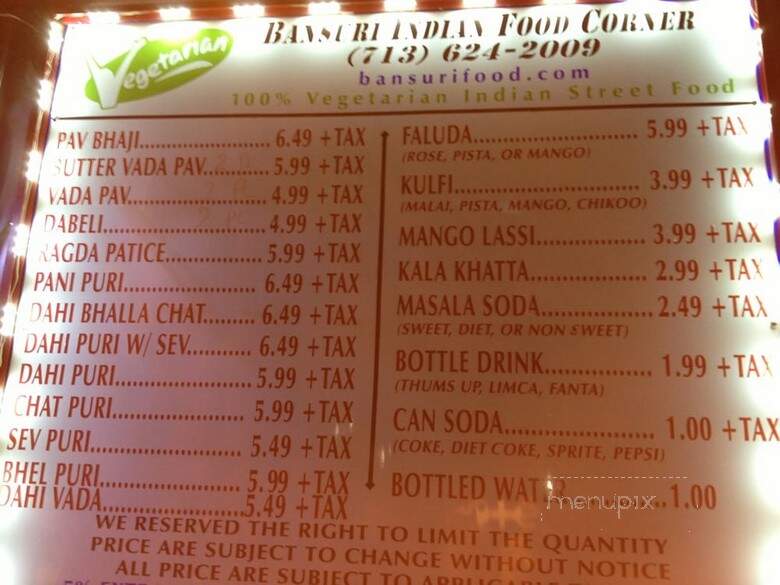 Vegetarian
BANSURI INDIAN FOOD CORNER
(713) 624-2009
bansurifood.com
100% Vegetarian Indian Street Food
PAV BHAJI..................... 6.49 +TAX
BUTTER VADA PAV........... 5.99 +TAX
VADA PAV....................... 4.99 +TAX
DABELI........................... 4.99 +TAX
RAGDA PATICE................ 5.99 +TAX
PANI PURI...................... 6.49 +TAX
DAHI BHALLA CHAT......... 6.49 +TAX
DAHI PURI W/ SEV........... 6.49 +TAX
DAHI PURI....................... 5.99 +TAX
CHAT PURI...................... 5.99 +TAX
SEV PURI......................... 5.49 +TAX
BHEL PURI....................... 5.99 +TAX
DAHI VADA...................... 5.49 +TAX
FALUDA.......................... 5.99 +TAX
(ROSE, PISTA, OR MANGO)
KULFI............................. 3.99 +TAX
(MALAI, PISTA, MANGO, CHIKOO)
MANGO LASSI................. 3.99 +TAX
KALA KHATTA.................. 2.99 +TAX
MASALA SODA................. 2.49 +TAX
(SWEET, DIET, OR NON SWEET)
BOTTLE DRINK................. 1.99 +TAX
(THUMS UP, LIMCA, FANTA)
CAN SODA....................... 1.00 +TAX
(COKE, DIET COKE, SPRITE, PEPSI)
BOTTLED WAT R............... 1.00
menupix
WE RESERVED THE RIGHT TO LIMIT THE QUANTITY
PRICE ARE SUBJECT TO CHANGE WITHOUT NOTICE
ALL PRICE ARE SUBJECT TO